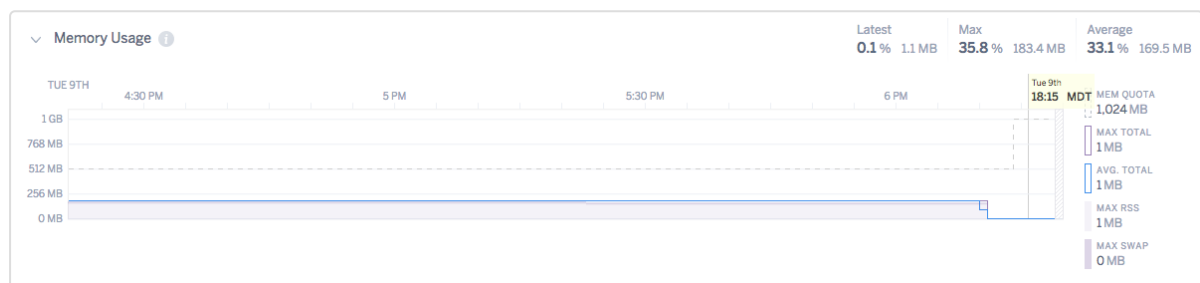 Memory Usage
Latest
0.1 % 1.1 MB
Max
35.8 % 183.4 MB
Average
33.1 % 169.5 MB
TUE 9TH
4:30 PM
5 PM
5:30 PM
6 PM
Tue 9th
18:15 MDT
1 GB
768 MB
512 MB
256 MB
0 MB
MEM QUOTA
1,024 MB
MAX TOTAL
1 MB
AVG. TOTAL
1 MB
MAX RSS
1 MB
MAX SWAP
0 MB